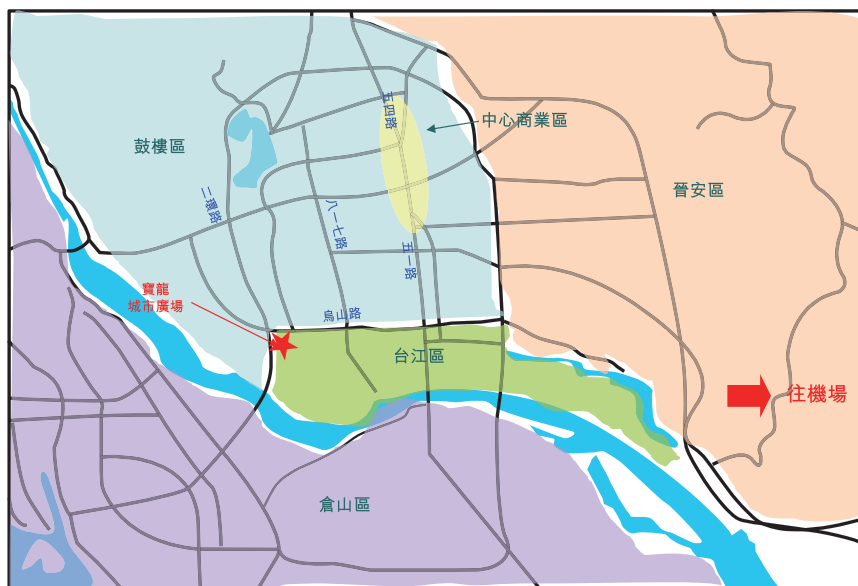 五四路
中心商業區
鼓樓區
晉安區
二環路
八一七路
五一路
寶龍
城市廣場
烏山路
台江區
住機場
倉山區